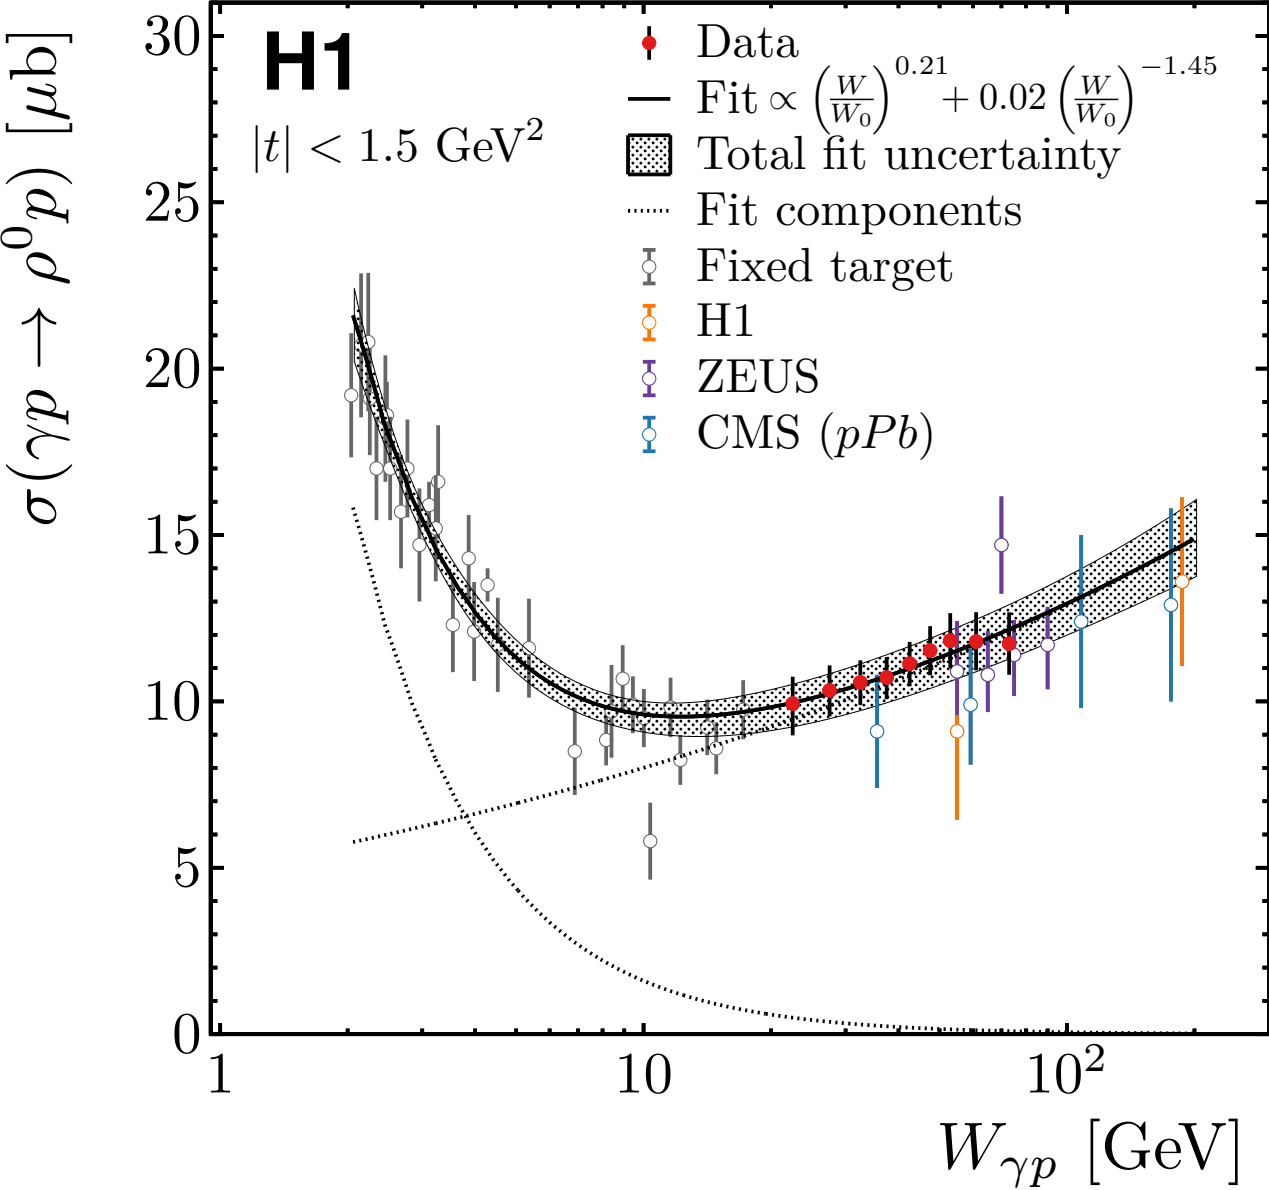 σ(γp → ρ⁰p) [μb]
30
25
20
15
10
5
0
H1
|t| < 1.5 GeV²
Data
Fit ∝ (W/W₀)^0.21 + 0.02 (W/W₀)^−1.45
Total fit uncertainty
Fit components
Fixed target
H1
ZEUS
CMS (pPb)
1 10 10²
W_γp [GeV]